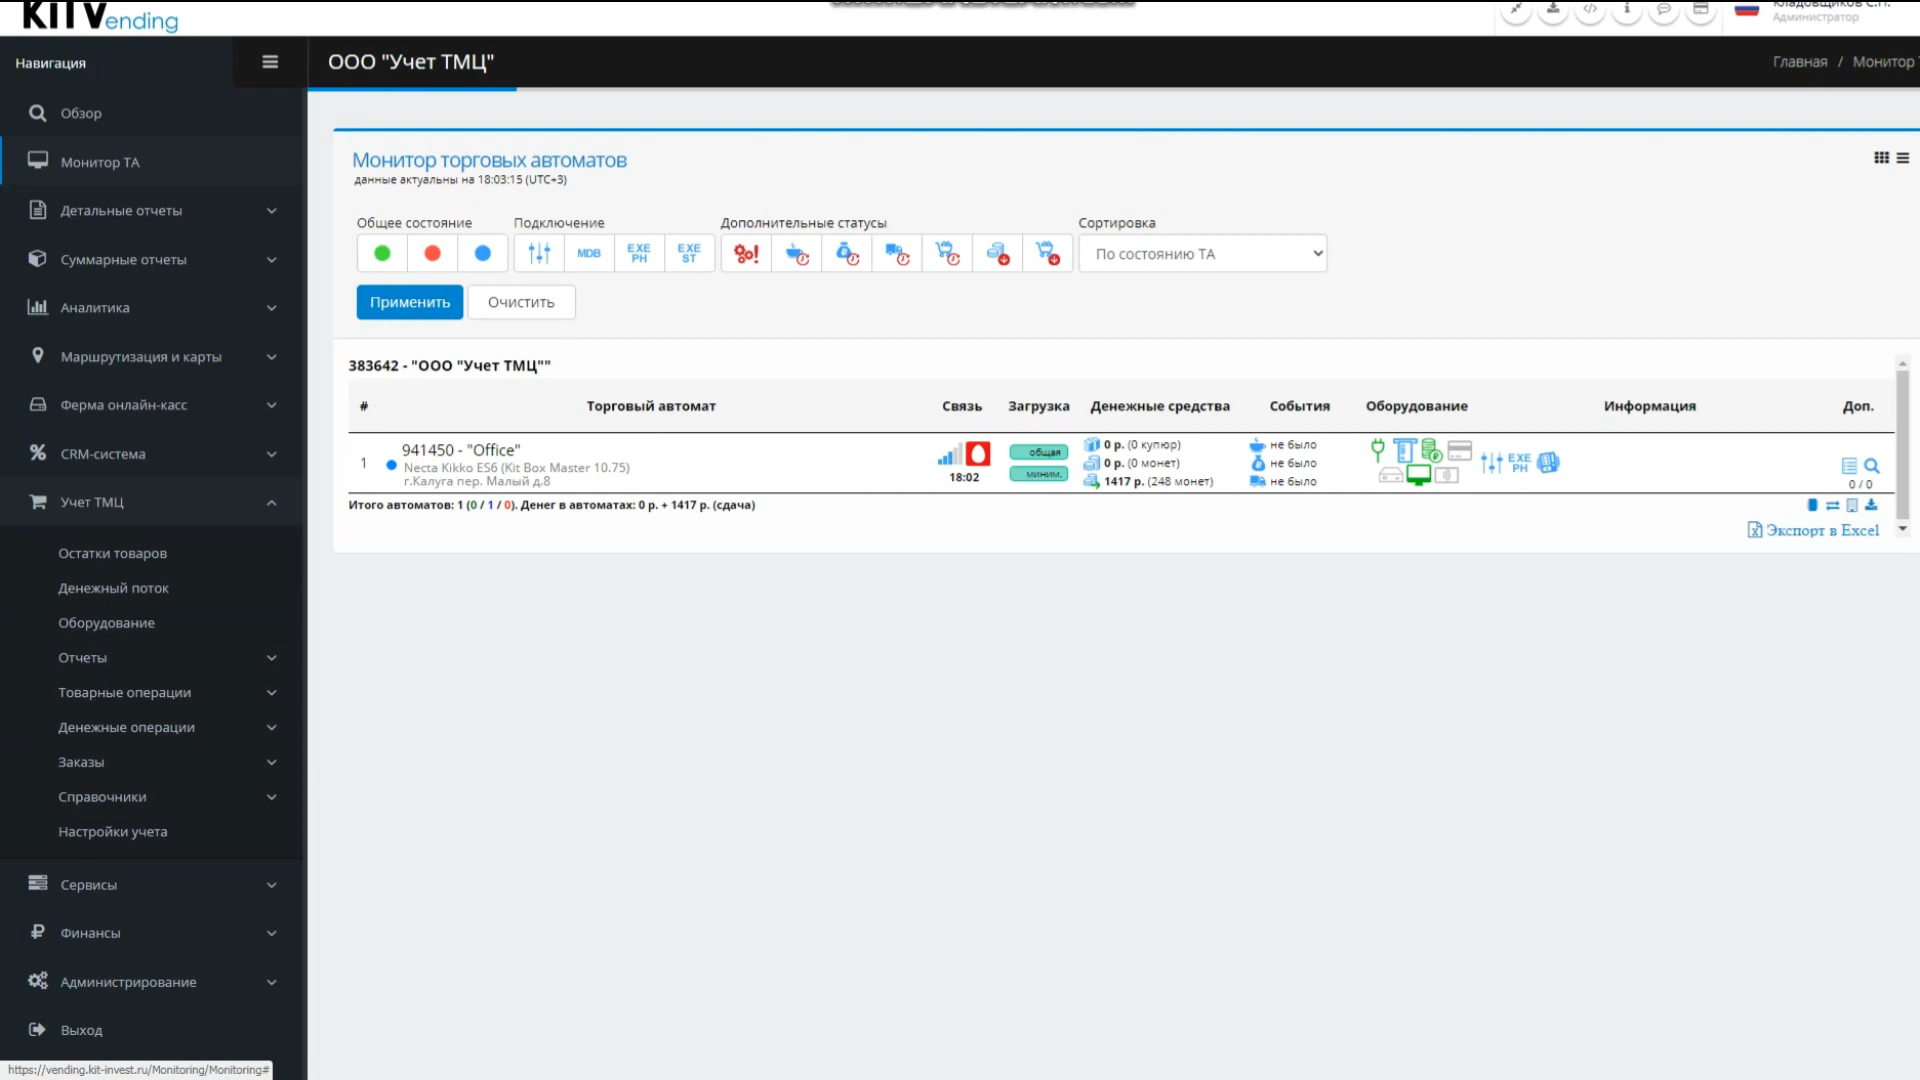 KIT Vending
Администратор
Навигация
ООО "Учет ТМЦ"
Главная / Монитор
Обзор
Монитор ТА
Детальные отчеты
Суммарные отчеты
Аналитика
Маршрутизация и карты
Ферма онлайн-касс
CRM-система
Учет ТМЦ
Остатки товаров
Денежный поток
Оборудование
Отчеты
Товарные операции
Денежные операции
Заказы
Справочники
Настройки учета
Сервисы
Финансы
Администрирование
Выход
https://vending.kit-invest.ru/Monitoring/Monitoring#
Монитор торговых автоматов
данные актуальны на 18:03:15 (UTC+3)
Общее состояние Подключение Дополнительные статусы Сортировка
MDB EXE PH EXE ST По состоянию ТА
Применить Очистить
383642 - "ООО "Учет ТМЦ""
# Торговый автомат Связь Загрузка Денежные средства События Оборудование Информация Доп.
1 941450 - "Office"
Necta Kikko ES6 (Kit Box Master 10.75)
г.Калуга пер. Малый д.8
18:02
общая
миним.
0 р. (0 купюр)
0 р. (0 монет)
1417 р. (248 монет)
не было
не было
не было
EXE PH
0 / 0
Итого автоматов: 1 (0 / 1 / 0). Денег в автоматах: 0 р. + 1417 р. (сдача)
Экспорт в Excel